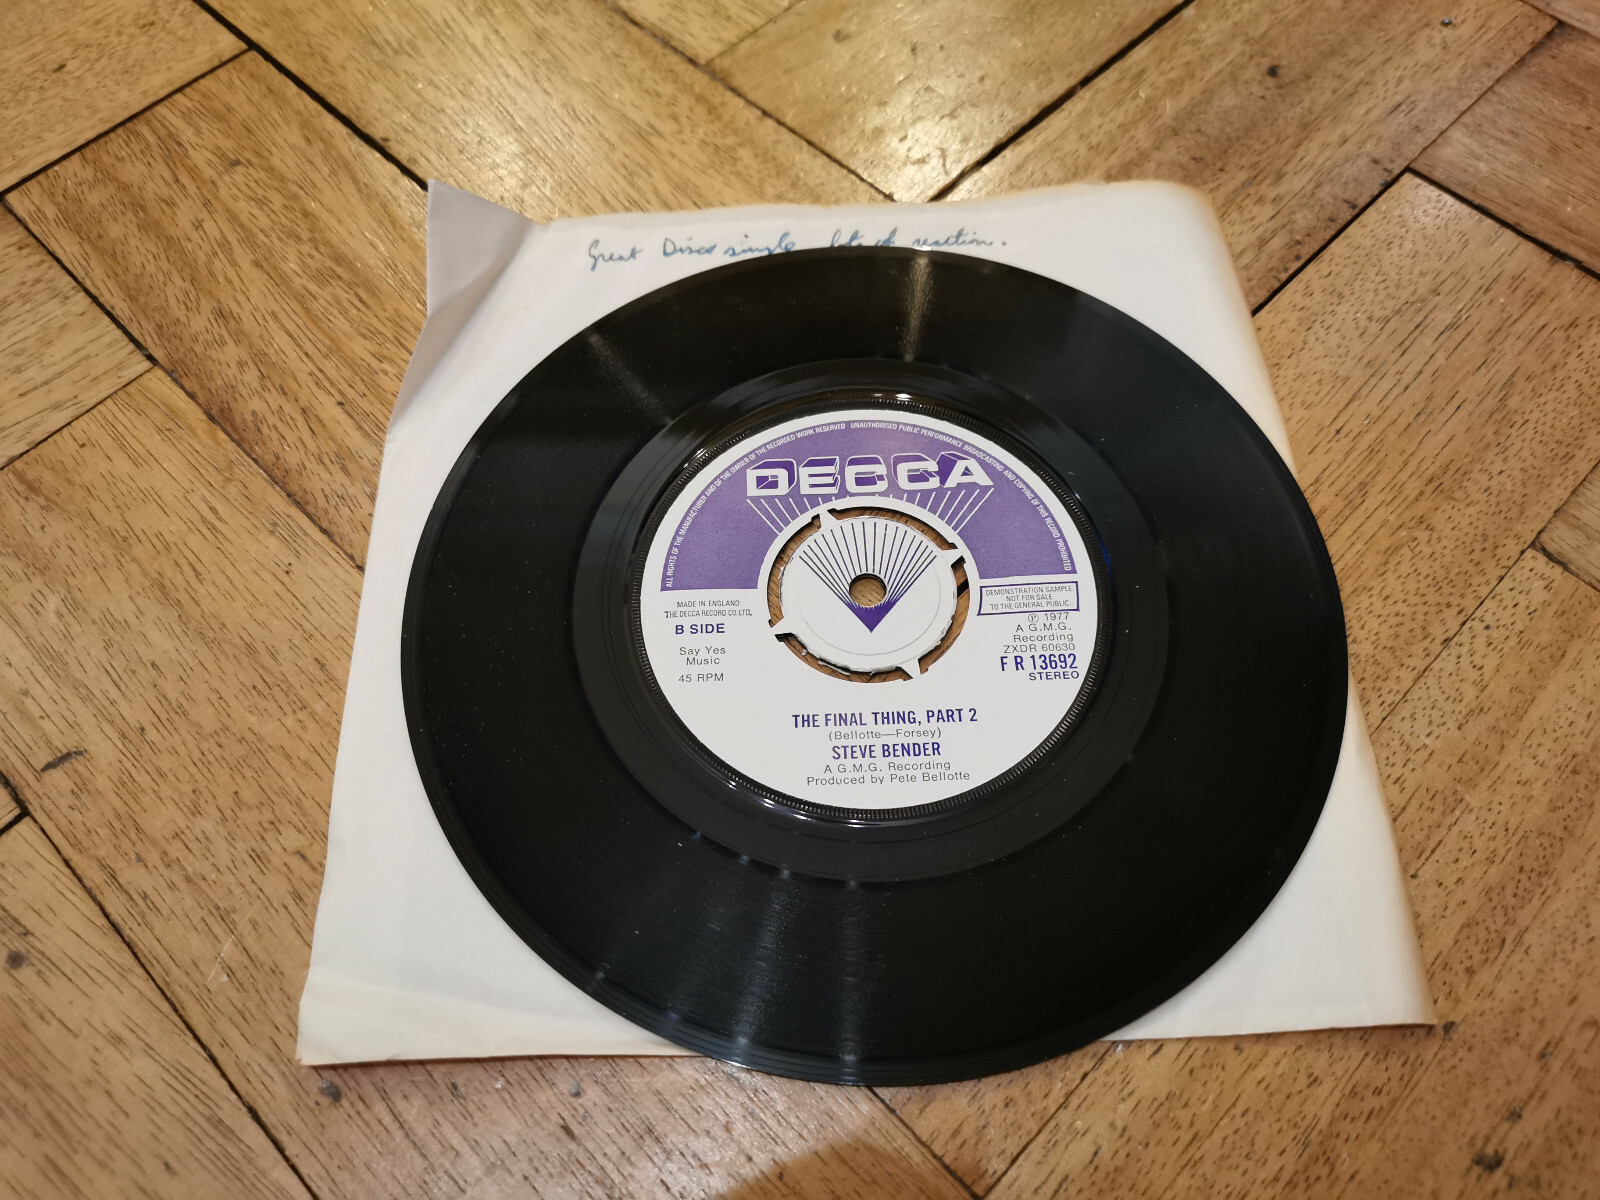 Great Disco single lots of reaction.
ALL RIGHTS OF THE MANUFACTURER AND OF THE OWNER OF THE RECORDED WORK RESERVED UNAUTHORISED PUBLIC PERFORMANCE BROADCASTING AND COPYING OF THIS RECORD PROHIBITED
DECCA
MADE IN ENGLAND
THE DECCA RECORD CO. LTD.
B SIDE
Say Yes
Music
45 RPM
DEMONSTRATION SAMPLE.
NOT FOR SALE
TO THE GENERAL PUBLIC.
℗ 1977
A G.M.G.
Recording
ZXDR 60630
F R 13692
STEREO
THE FINAL THING, PART 2
(Bellotte—Forsey)
STEVE BENDER
A G.M.G. Recording
Produced by Pete Bellotte